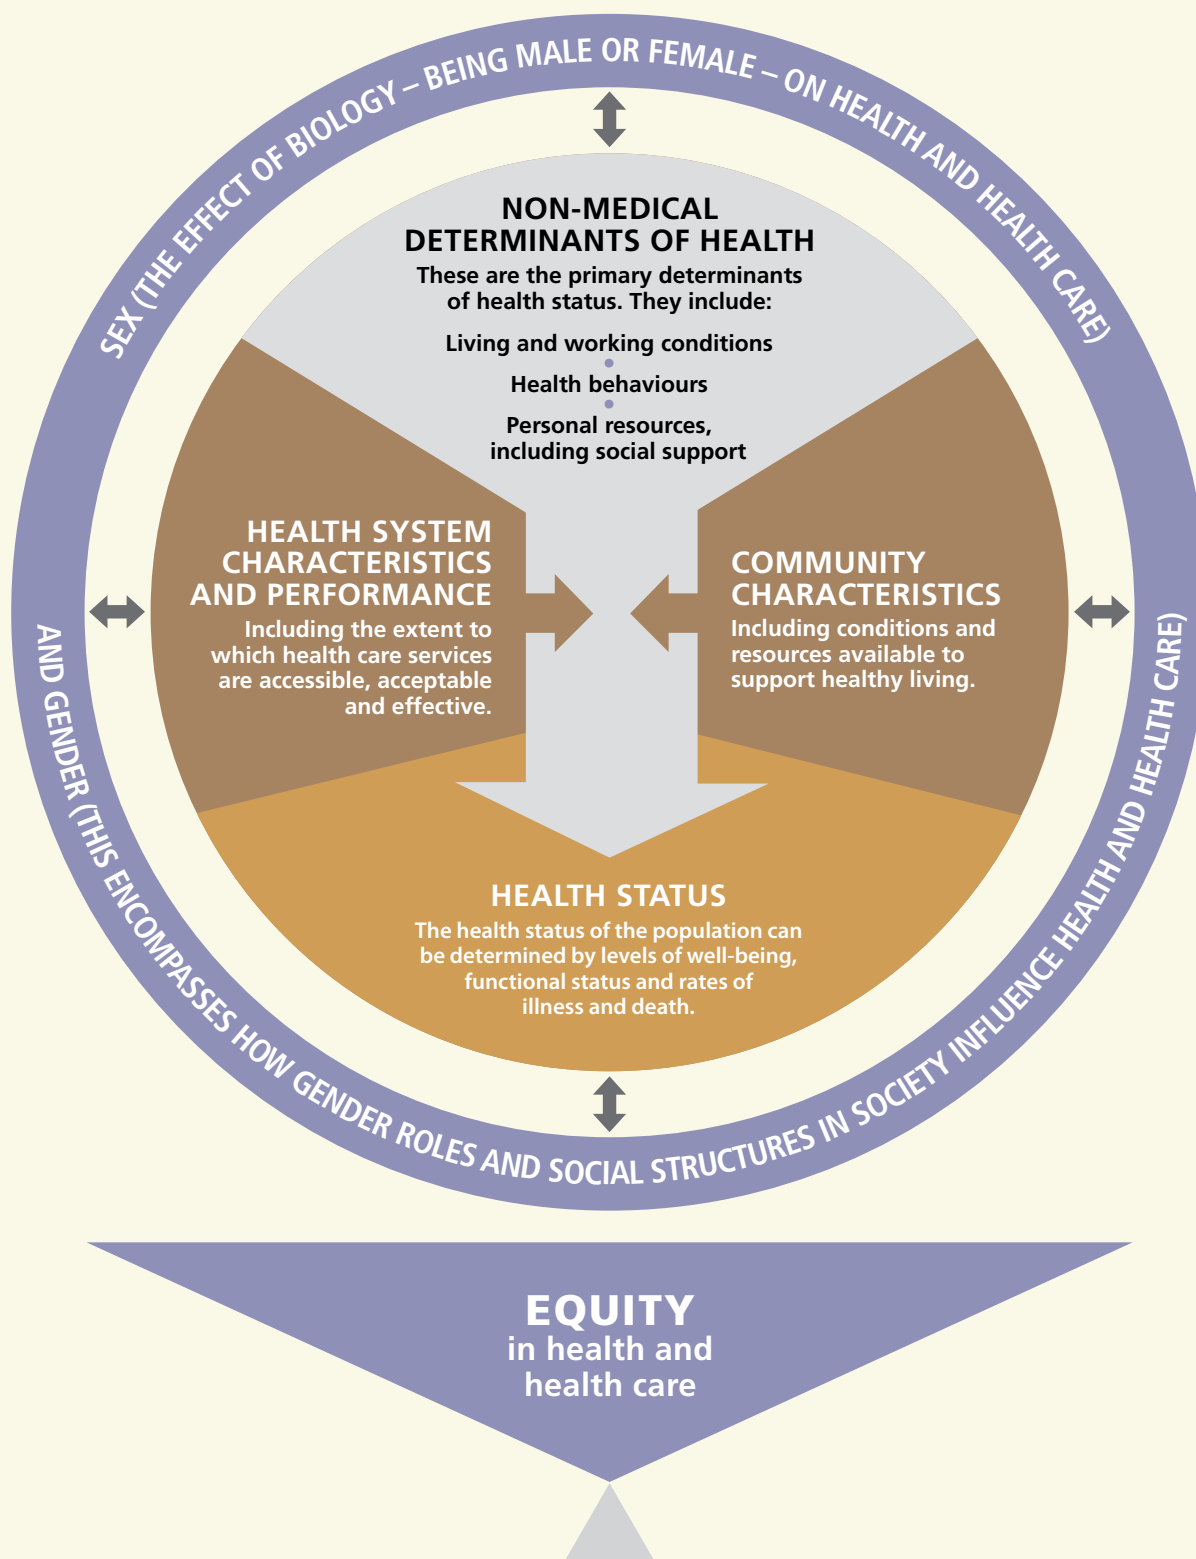 SEX (THE EFFECT OF BIOLOGY – BEING MALE OR FEMALE – ON HEALTH AND HEALTH CARE)
NON-MEDICAL
DETERMINANTS OF HEALTH
These are the primary determinants
of health status. They include:
Living and working conditions
Health behaviours
Personal resources,
including social support
HEALTH SYSTEM
CHARACTERISTICS
AND PERFORMANCE
Including the extent to
which health care services
are accessible, acceptable
and effective.
COMMUNITY
CHARACTERISTICS
Including conditions and
resources available to
support healthy living.
HEALTH STATUS
The health status of the population can
be determined by levels of well-being,
functional status and rates of
illness and death.
AND GENDER (THIS ENCOMPASSES HOW GENDER ROLES AND SOCIAL STRUCTURES IN SOCIETY INFLUENCE HEALTH AND HEALTH CARE)
EQUITY
in health and
health care